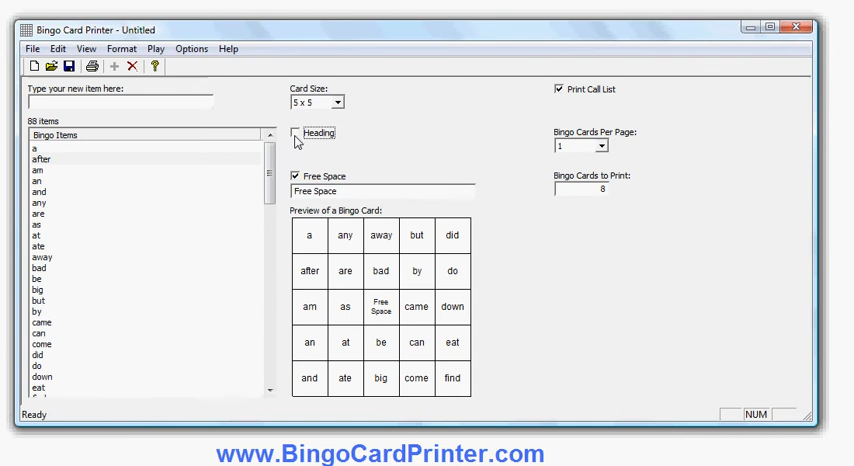 Bingo Card Printer - Untitled
File Edit View Format Play Options Help
Type your new item here:
88 items
Bingo Items
a
after
am
an
and
any
are
as
at
ate
away
bad
be
big
but
by
came
can
come
did
do
down
eat
Card Size:
5 x 5
Heading
Free Space
Free Space
Preview of a Bingo Card:
a any away but did
after are bad by do
am as Free Space came down
an at be can eat
and ate big come find
Print Call List
Bingo Cards Per Page:
1
Bingo Cards to Print:
8
Ready
NUM
www.BingoCardPrinter.com